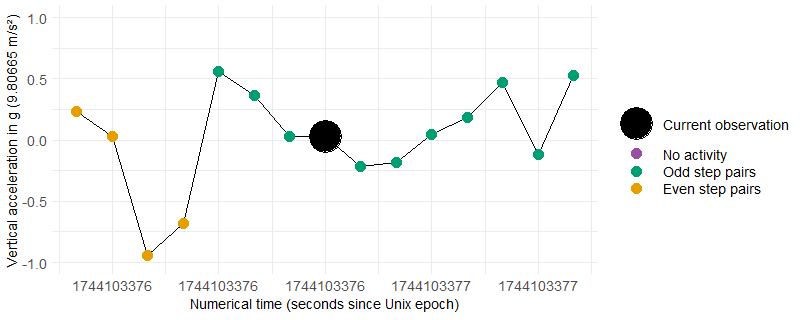 Vertical acceleration in g (9.80665 m/s²)
1.0
0.5
0.0
-0.5
-1.0
1744103376 1744103376 1744103376 1744103377 1744103377
Numerical time (seconds since Unix epoch)
Current observation
No activity
Odd step pairs
Even step pairs